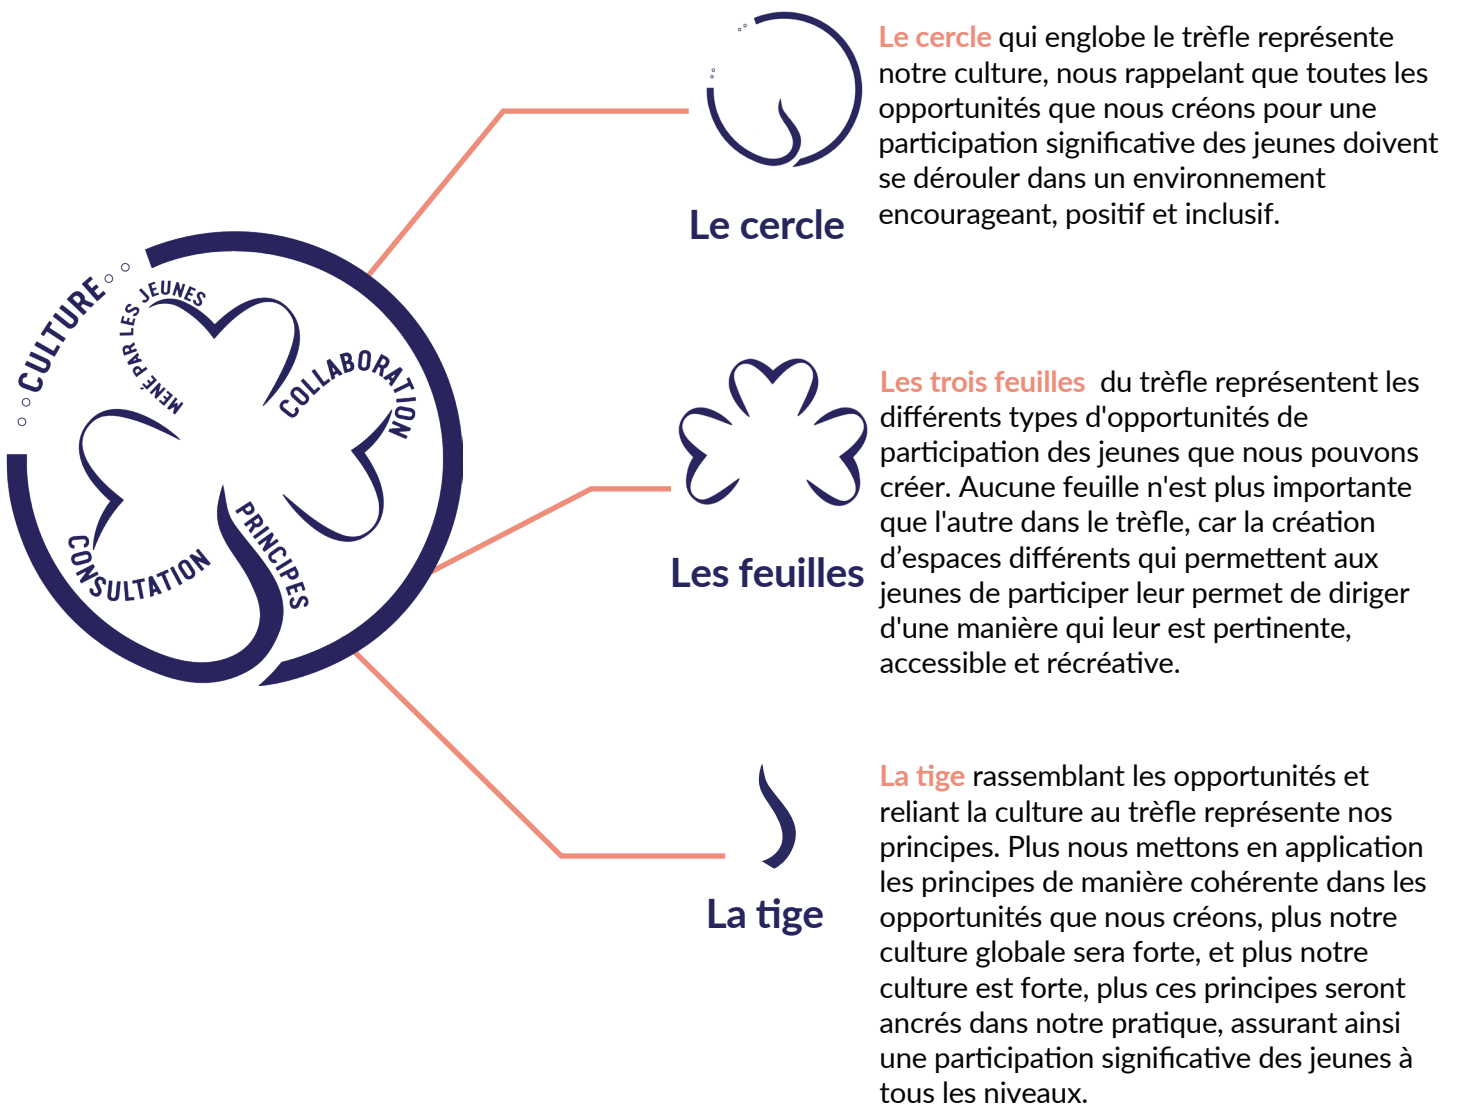 CULTURE
MENÉ PAR LES JEUNES
COLLABORATION
CONSULTATION
PRINCIPES
Le cercle
Le cercle qui englobe le trèfle représente
notre culture, nous rappelant que toutes les
opportunités que nous créons pour une
participation significative des jeunes doivent
se dérouler dans un environnement
encourageant, positif et inclusif.
Les feuilles
Les trois feuilles du trèfle représentent les
différents types d'opportunités de
participation des jeunes que nous pouvons
créer. Aucune feuille n'est plus importante
que l'autre dans le trèfle, car la création
d’espaces différents qui permettent aux
jeunes de participer leur permet de diriger
d'une manière qui leur est pertinente,
accessible et récréative.
La tige
La tige rassemblant les opportunités et
reliant la culture au trèfle représente nos
principes. Plus nous mettons en application
les principes de manière cohérente dans les
opportunités que nous créons, plus notre
culture globale sera forte, et plus notre
culture est forte, plus ces principes seront
ancrés dans notre pratique, assurant ainsi
une participation significative des jeunes à
tous les niveaux.